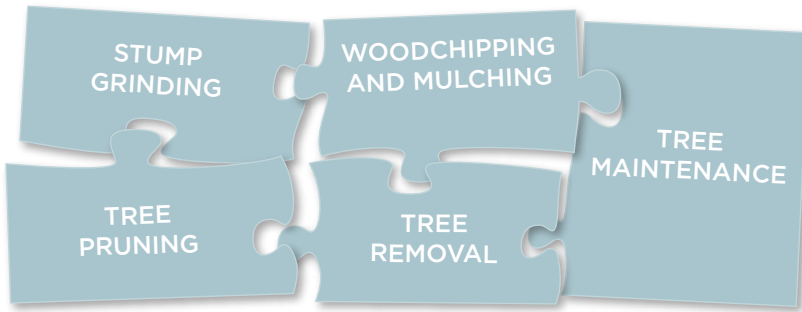 STUMP
GRINDING
WOODCHIPPING
AND MULCHING
TREE
MAINTENANCE
TREE
PRUNING
TREE
REMOVAL